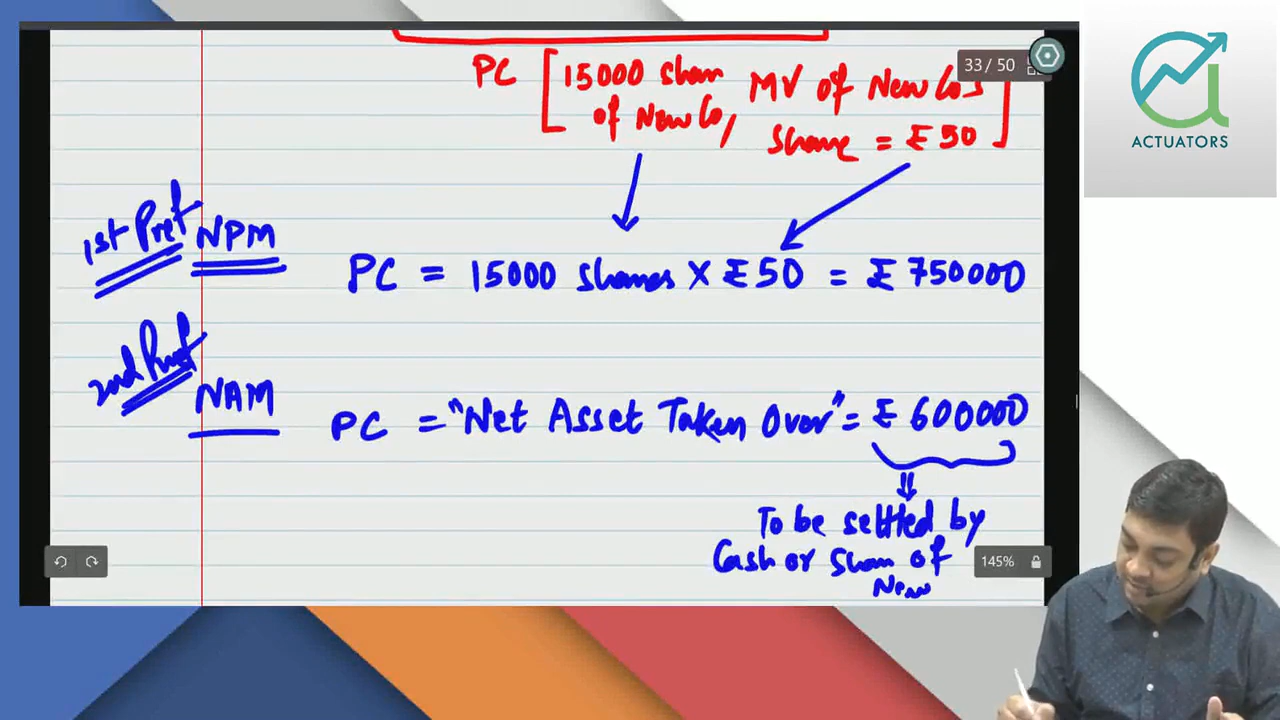 PC [15000 Share MV of New Co's
of New Co, Share = ₹ 50]
33 / 50
ACTUATORS
1st Pref NPM
PC = 15000 shares × ₹ 50 = ₹ 750000
2nd Pref
NAM
PC = "Net Asset Taken Over" = ₹ 600000
To be settled by
Cash or Share of
New
145%